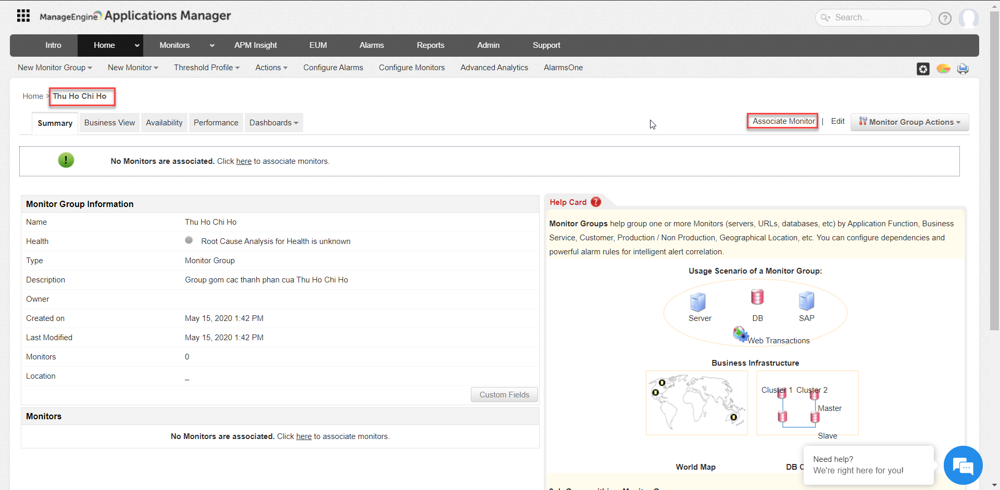 ManageEngine Applications Manager
Search...
?
Intro Home Monitors APM Insight EUM Alarms Reports Admin Support
New Monitor Group New Monitor Threshold Profile Actions Configure Alarms Configure Monitors Advanced Analytics AlarmsOne
Home > Thu Ho Chi Ho
Summary Business View Availability Performance Dashboards
Associate Monitor | Edit Monitor Group Actions
! No Monitors are associated. Click here to associate monitors.
Monitor Group Information
Name Thu Ho Chi Ho
Health Root Cause Analysis for Health is unknown
Type Monitor Group
Description Group gom cac thanh phan cua Thu Ho Chi Ho
Owner
Created on May 15, 2020 1:42 PM
Last Modified May 15, 2020 1:42 PM
Monitors 0
Location _
Custom Fields
Monitors
No Monitors are associated. Click here to associate monitors.
Help Card ?
Monitor Groups help group one or more Monitors (servers, URLs, databases, etc) by Application Function, Business
Service, Customer, Production / Non Production, Geographical Location, etc. You can configure dependencies and
powerful alarm rules for intelligent alert correlation.
Usage Scenario of a Monitor Group:
Server DB SAP
Web Transactions
Business Infrastructure
Cluster 1 Cluster 2
Master
Slave
World Map DB
Need help?
We're right here for you!